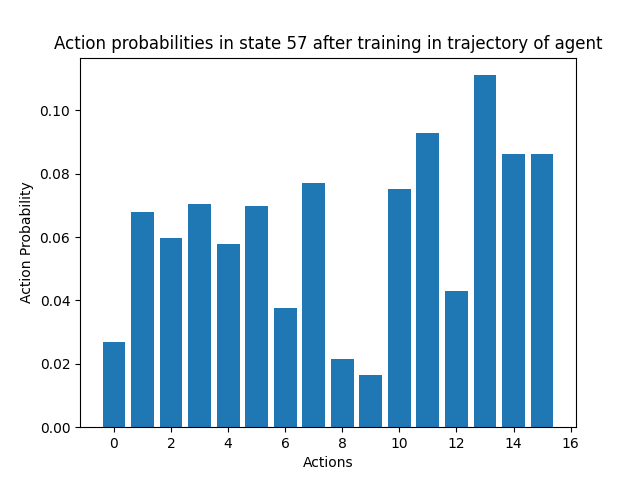 Action probabilities in state 57 after training in trajectory of agent
Action Probability
0.10
0.08
0.06
0.04
0.02
0.00
0 2 4 6 8 10 12 14 16
Actions